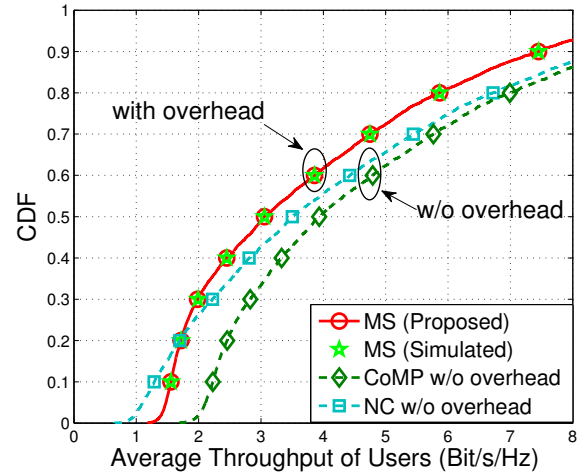 1
0.9
0.8
0.7
0.6
0.5
0.4
0.3
0.2
0.1
0
CDF
with overhead
w/o overhead
MS (Proposed)
MS (Simulated)
CoMP w/o overhead
NC w/o overhead
0 1 2 3 4 5 6 7 8
Average Throughput of Users (Bit/s/Hz)